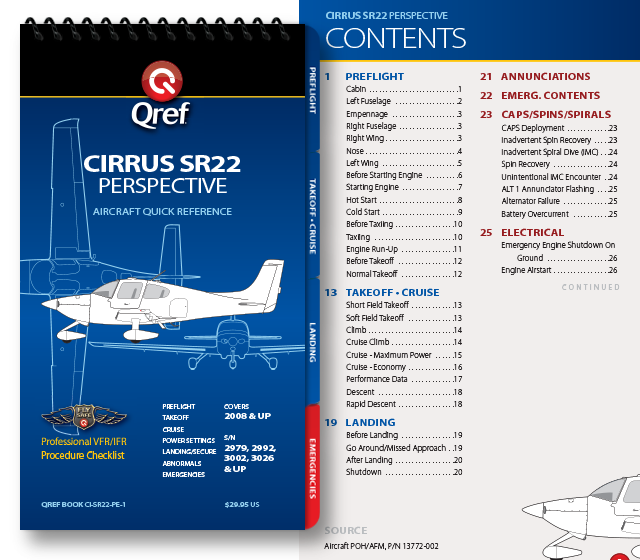 Qref
CIRRUS SR22
PERSPECTIVE
AIRCRAFT QUICK REFERENCE
FLY
SAFE
Professional VFR/IFR
Procedure Checklist
PREFLIGHT
TAKEOFF
CRUISE
POWER SETTINGS
LANDING/SECURE
ABNORMALS
EMERGENCIES
COVERS
2008 & UP
S/N
2979, 2992,
3002, 3026
& UP
QREF BOOK CI-SR22-PE-1
$29.95 US
PREFLIGHT
TAKEOFF • CRUISE
LANDING
EMERGENCIES
CIRRUS SR22 PERSPECTIVE
CONTENTS
1 PREFLIGHT
Cabin ........................1
Left Fuselage ................2
Empennage ....................3
Right Fuselage ...............3
Right Wing ...................3
Nose .........................4
Left Wing ....................5
Before Starting Engine .......6
Starting Engine ..............7
Hot Start ....................8
Cold Start ...................9
Before Taxiing ..............10
Taxiing .....................10
Engine Run-Up ...............11
Before Takeoff ..............12
Normal Takeoff ..............12
13 TAKEOFF • CRUISE
Short Field Takeoff .........13
Soft Field Takeoff ..........13
Climb .......................14
Cruise Climb ................14
Cruise - Maximum Power ......15
Cruise - Economy ............16
Performance Data ............17
Descent .....................18
Rapid Descent ...............18
19 LANDING
Before Landing ..............19
Go Around/Missed Approach ...19
After Landing ...............20
Shutdown ....................20
21 ANNUNCIATIONS
22 EMERG. CONTENTS
23 CAPS/SPINS/SPIRALS
CAPS Deployment .............23
Inadvertent Spin Recovery ...23
Inadvertent Spiral Dive (IMC) ..24
Spin Recovery ...............24
Unintentional IMC Encounter ..24
ALT 1 Annunciator Flashing ...25
Alternator Failure ..........25
Battery Overcurrent .........25
25 ELECTRICAL
Emergency Engine Shutdown On
Ground ......................26
Engine Airstart .............26
CONTINUED
SOURCE
Aircraft POH/AFM, P/N 13772-002